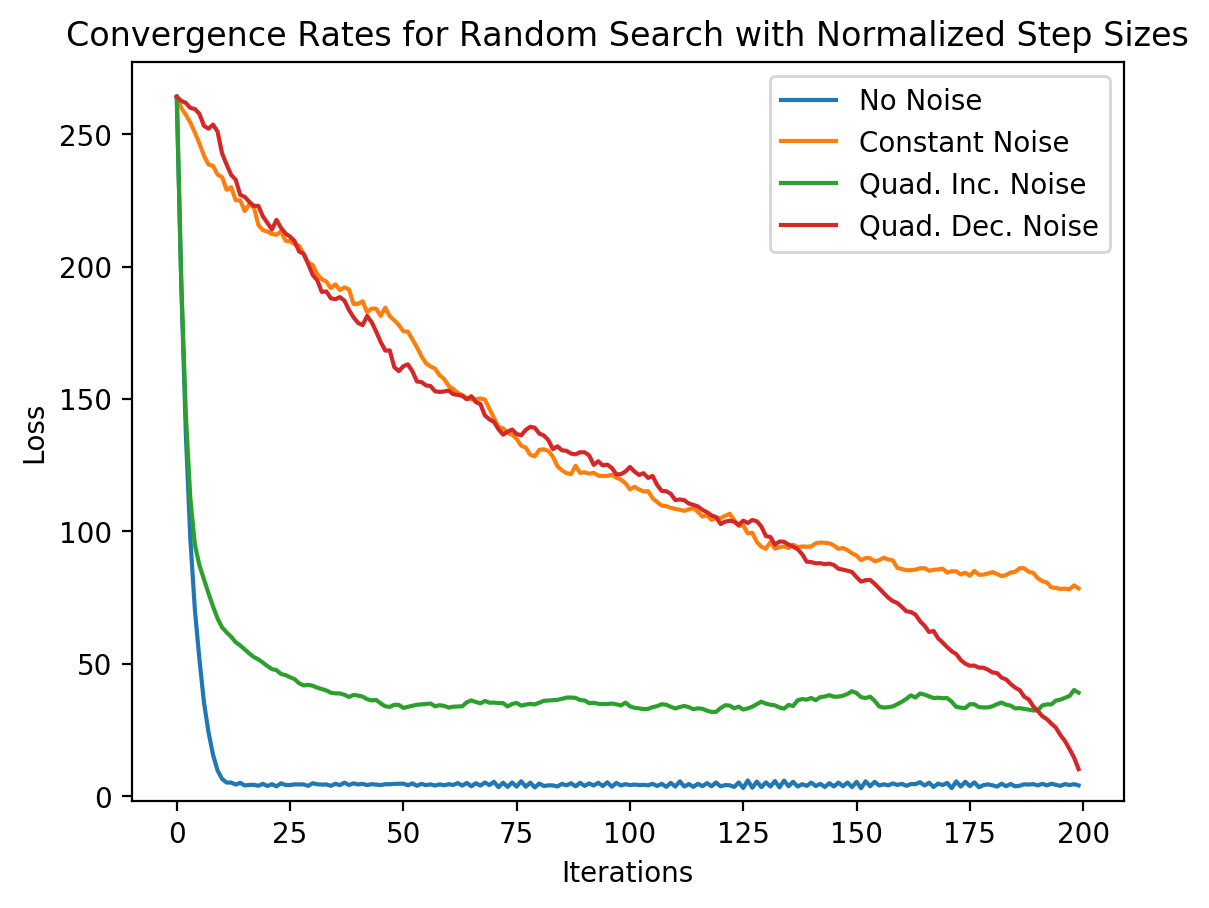 Convergence Rates for Random Search with Normalized Step Sizes
No Noise
Constant Noise
Quad. Inc. Noise
Quad. Dec. Noise
Loss
250
200
150
100
50
0
0 25 50 75 100 125 150 175 200
Iterations